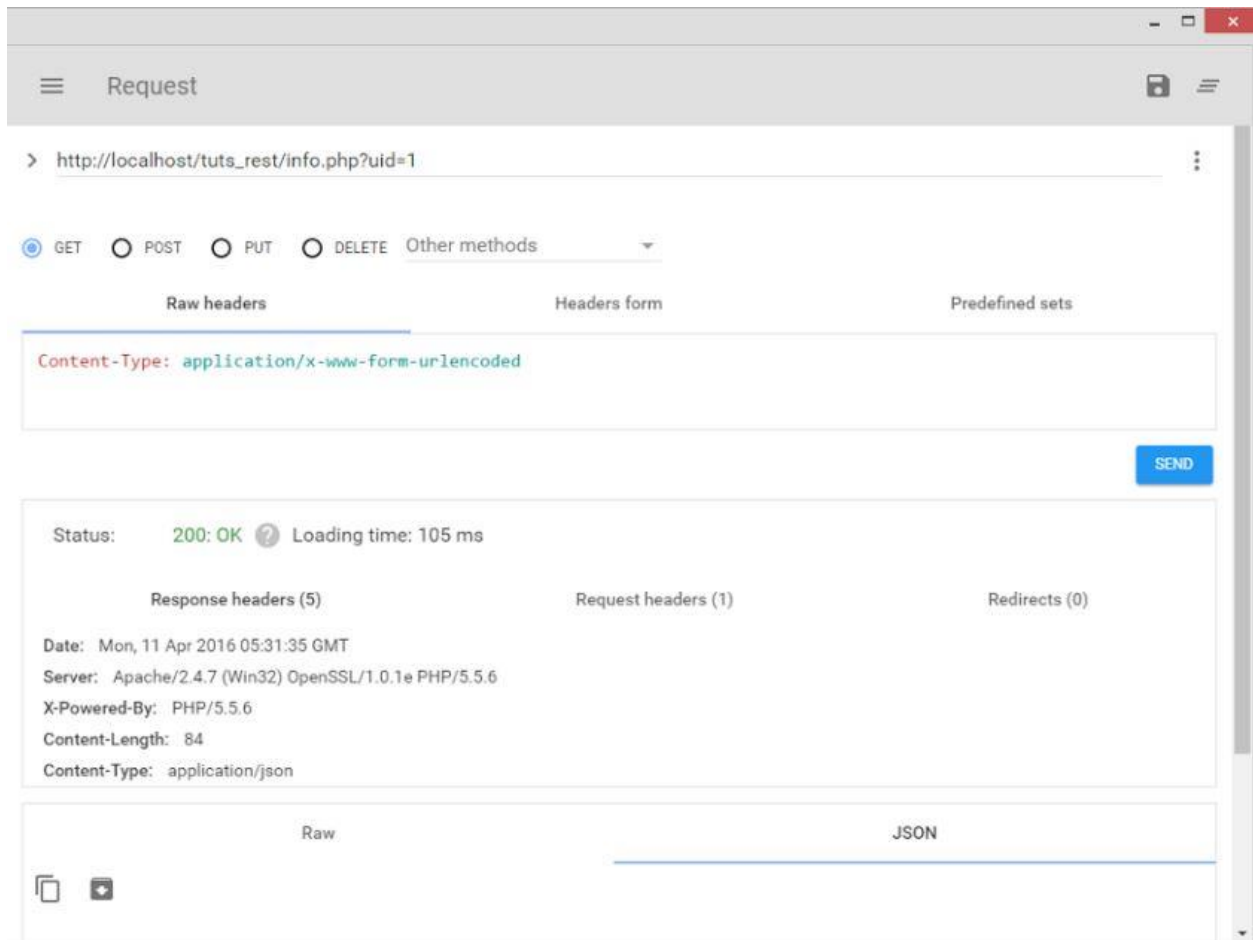 Request
http://localhost/tuts_rest/info.php?uid=1
GET POST PUT DELETE Other methods
Raw headers Headers form Predefined sets
Content-Type: application/x-www-form-urlencoded
SEND
Status: 200: OK ? Loading time: 105 ms
Response headers (5) Request headers (1) Redirects (0)
Date: Mon, 11 Apr 2016 05:31:35 GMT
Server: Apache/2.4.7 (Win32) OpenSSL/1.0.1e PHP/5.5.6
X-Powered-By: PHP/5.5.6
Content-Length: 84
Content-Type: application/json
Raw JSON